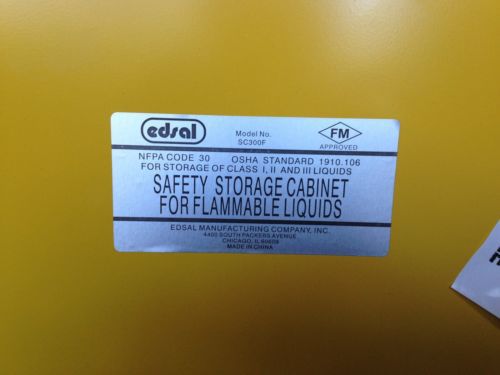 edsal
Model No.
SC300F
FM
APPROVED
NFPA CODE 30 OSHA STANDARD 1910.106
FOR STORAGE OF CLASS I, II AND III LIQUIDS
SAFETY STORAGE CABINET
FOR FLAMMABLE LIQUIDS
EDSAL MANUFACTURING COMPANY, INC.
4400 SOUTH PACKERS AVENUE
CHICAGO, IL 60609
MADE IN CHINA